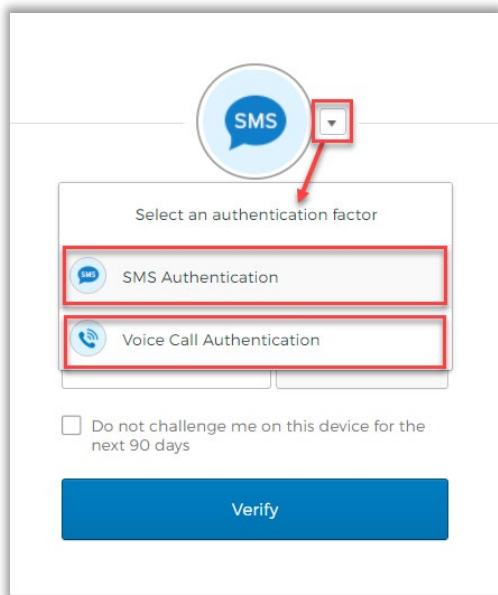 SMS
Select an authentication factor
SMS
SMS Authentication
Voice Call Authentication
Do not challenge me on this device for the
next 90 days
Verify